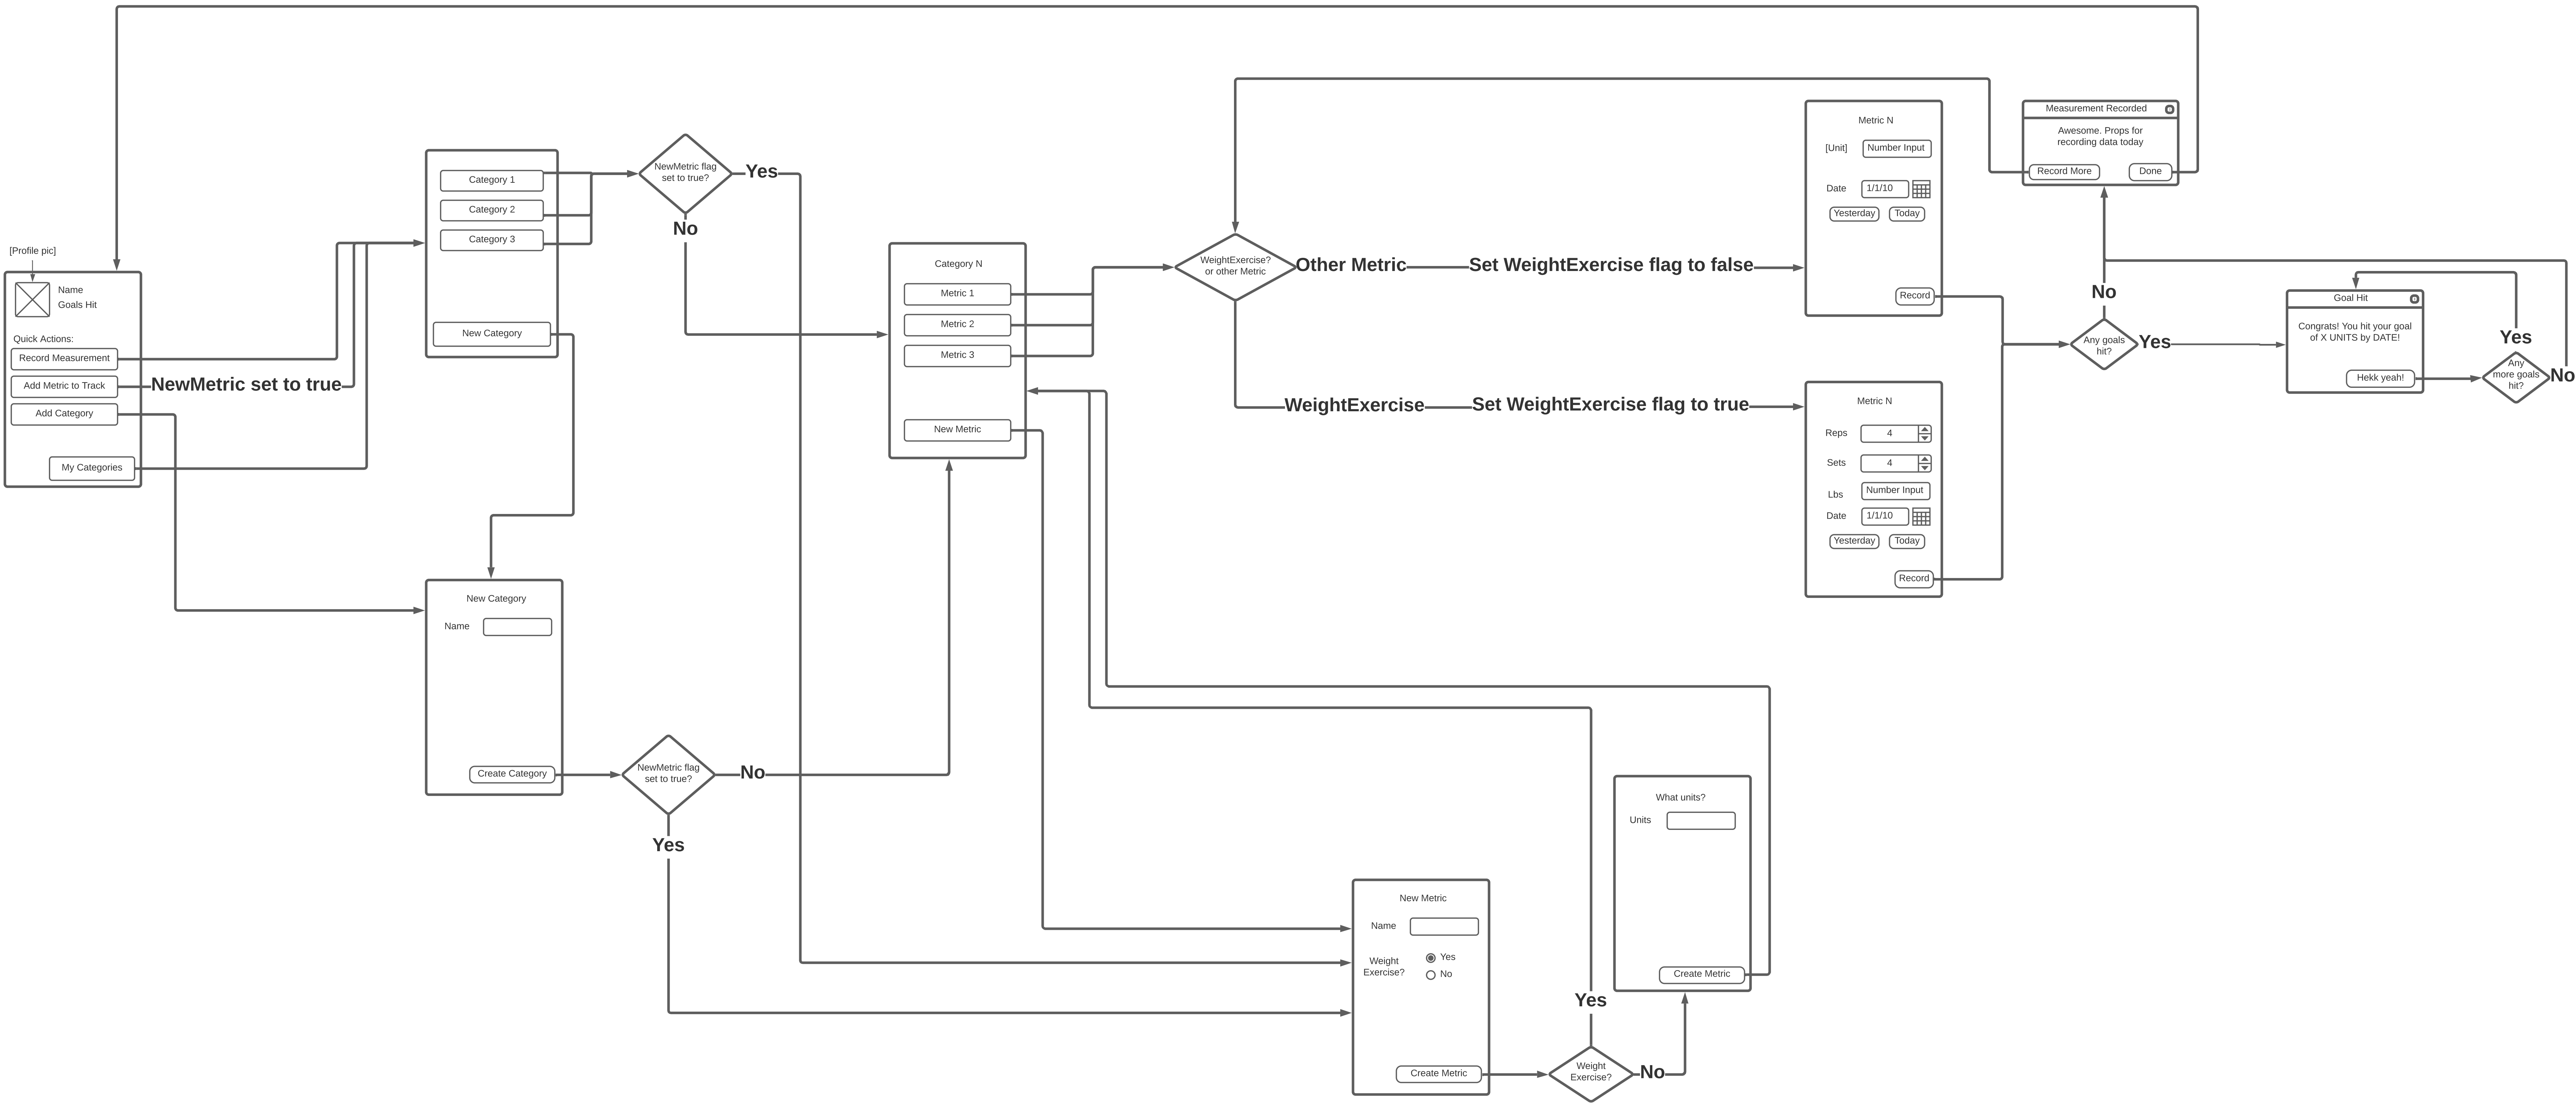 [Profile pic]
Name
Goals Hit
Quick Actions:
Record Measurement
Add Metric to Track
NewMetric set to true
Add Category
My Categories
Category 1
Category 2
Category 3
New Category
NewMetric flag
set to true?
Yes
No
New Category
Name
Create Category
NewMetric flag
set to true?
No
Yes
Category N
Metric 1
Metric 2
Metric 3
New Metric
WeightExercise?
or other Metric
Other Metric
Set WeightExercise flag to false
WeightExercise
Set WeightExercise flag to true
Metric N
[Unit]
Number Input
Date
1/1/10
Yesterday
Today
Record
Metric N
Reps
4
Sets
4
Lbs
Number Input
Date
1/1/10
Yesterday
Today
Record
Measurement Recorded
Awesome. Props for
recording data today
Record More
Done
No
Any goals
hit?
Yes
Goal Hit
Congrats! You hit your goal
of X UNITS by DATE!
Hekk yeah!
Yes
Any
more goals
hit?
No
New Metric
Name
Weight
Exercise?
Yes
No
Create Metric
Weight
Exercise?
Yes
No
What units?
Units
Create Metric